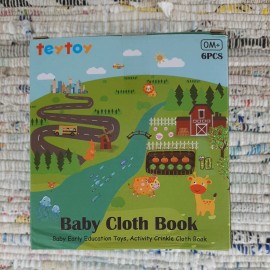 teytoy
0M+
6PCS
Baby Cloth Book
Baby Early Education Toys, Activity Crinkle Cloth Book